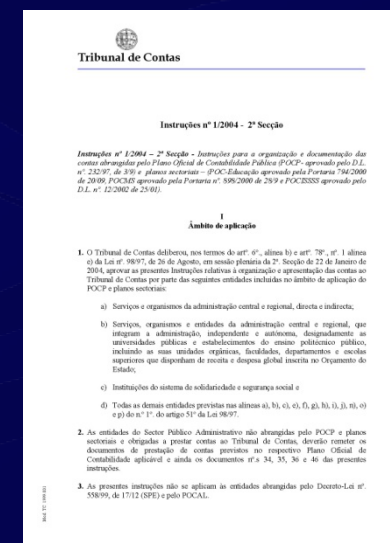 Tribunal de Contas
Instruções nº 1/2004 - 2ª Secção
Instruções nº 1/2004 – 2ª Secção - Instruções para a organização e documentação das
contas abrangidas pelo Plano Oficial de Contabilidade Pública (POCP- aprovado pelo D.L.
nº. 232/97, de 3/9) e planos sectoriais – (POC-Educação aprovado pela Portaria 794/2000
de 20/09, POCMS aprovado pela Portaria nº. 898/2000 de 28/9 e POCISSSS aprovado pelo
D.L. nº. 12/2002 de 25/01).
I
Âmbito de aplicação
1. O Tribunal de Contas deliberou, nos termos do artº. 6º., alínea b) e artº. 78º., nº. 1 alínea
e) da Lei nº. 98/97, de 26 de Agosto, em sessão plenária da 2ª. Secção de 22 de Janeiro de
2004, aprovar as presentes Instruções relativas à organização e apresentação das contas ao
Tribunal de Contas por parte das seguintes entidades incluídas no âmbito de aplicação do
POCP e planos sectoriais:
a) Serviços e organismos da administração central e regional, directa e indirecta;
b) Serviços, organismos e entidades da administração central e regional, que
integram a administração, independente e autónoma, designadamente as
universidades públicas e estabelecimentos do ensino politécnico público,
incluindo as suas unidades orgânicas, faculdades, departamentos e escolas
superiores que disponham de receita e despesa global inscrita no Orçamento do
Estado;
c) Instituições do sistema de solidariedade e segurança social e
d) Todas as demais entidades previstas nas alíneas a), b), c), e), f), g), h), i), j), n), o)
e p) do n.º 1º. do artigo 51º da Lei 98/97.
2. As entidades do Sector Público Administrativo não abrangidas pelo POCP e planos
sectoriais e obrigadas a prestar contas ao Tribunal de Contas, deverão remeter os
documentos de prestação de contas previstos no respectivo Plano Oficial de
Contabilidade aplicável e ainda os documentos nº.s 34, 35, 36 e 46 das presentes
instruções.
3. As presentes instruções não se aplicam às entidades abrangidas pelo Decreto-Lei nº.
558/99, de 17/12 (SPE) e pelo POCAL.